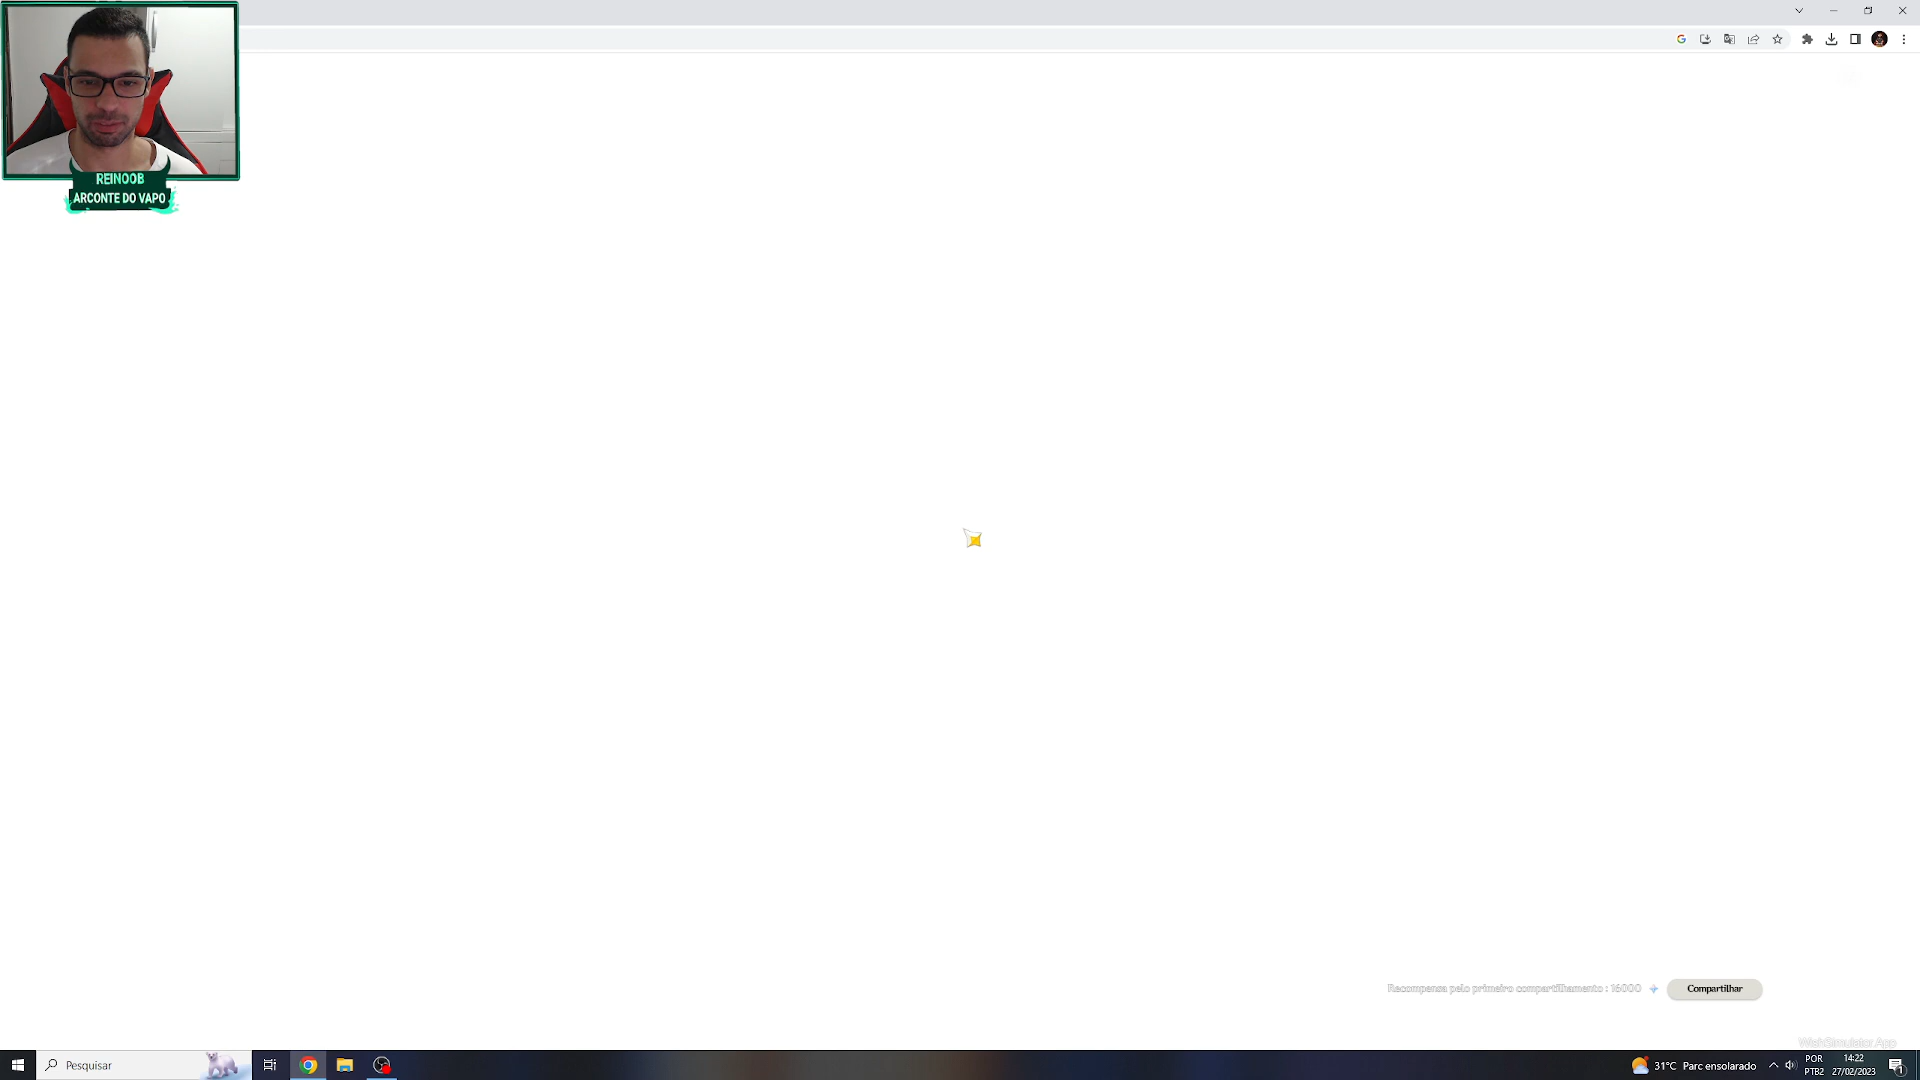 REINOOB
ARCONTE DO VAPO
Recompensa pelo primeiro compartilhamento : 16000
Compartilhar
WishSimulator.App
Pesquisar
31°C Parc ensolarado
POR
PTB2
14:22
27/02/2023
1